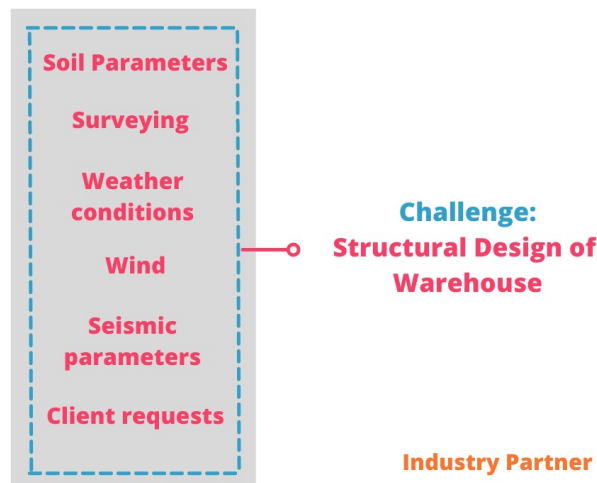 Soil Parameters
Surveying
Weather
conditions
Wind
Seismic
parameters
Client requests
Challenge:
Structural Design of
Warehouse
Industry Partner